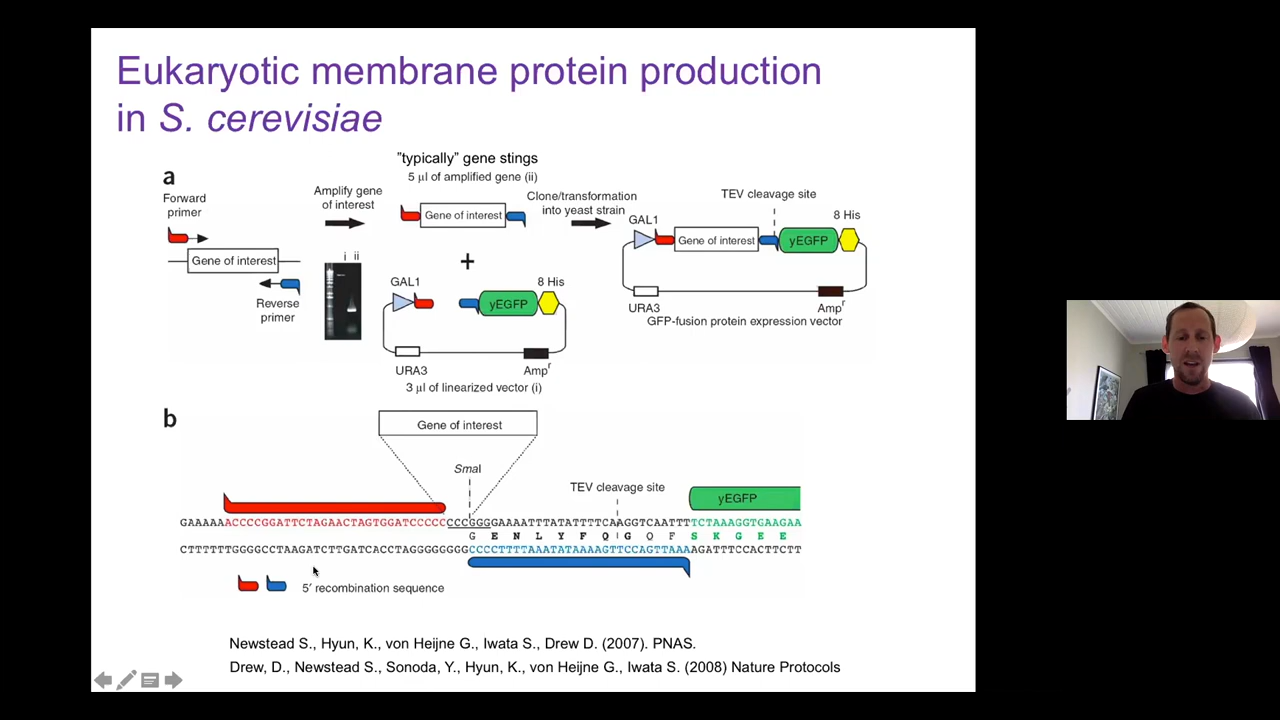 Eukaryotic membrane protein production
in S. cerevisiae
a
Forward
primer
Gene of interest
Reverse
primer
Amplify gene
of interest
i ii
"typically" gene stings
5 µl of amplified gene (ii)
Gene of interest
+
GAL1
yEGFP
8 His
URA3
Ampr
3 µl of linearized vector (i)
Clone/transformation
into yeast strain
TEV cleavage site
GAL1
Gene of interest
yEGFP
8 His
URA3
Ampr
GFP-fusion protein expression vector
b
Gene of interest
SmaI
TEV cleavage site
yEGFP
GAAAAAACCCCGGATTCTAGAACTAGTGGATCCCCCCCCGGGGAAAATTTATATTTTCAAGGTCAATTTTCTAAAGGTGAAGAA
G E N L Y F Q G Q F S K G E E
CTTTTTTGGGGCCTAAGATCTTGATCACCTAGGGGGGGGCCCCTTTTAAATATAAAAGTTCCAGTTAAAAGATTTCCACTTCTT
5′ recombination sequence
Newstead S., Hyun, K., von Heijne G., Iwata S., Drew D. (2007). PNAS.
Drew, D., Newstead S., Sonoda, Y., Hyun, K., von Heijne G., Iwata S. (2008) Nature Protocols